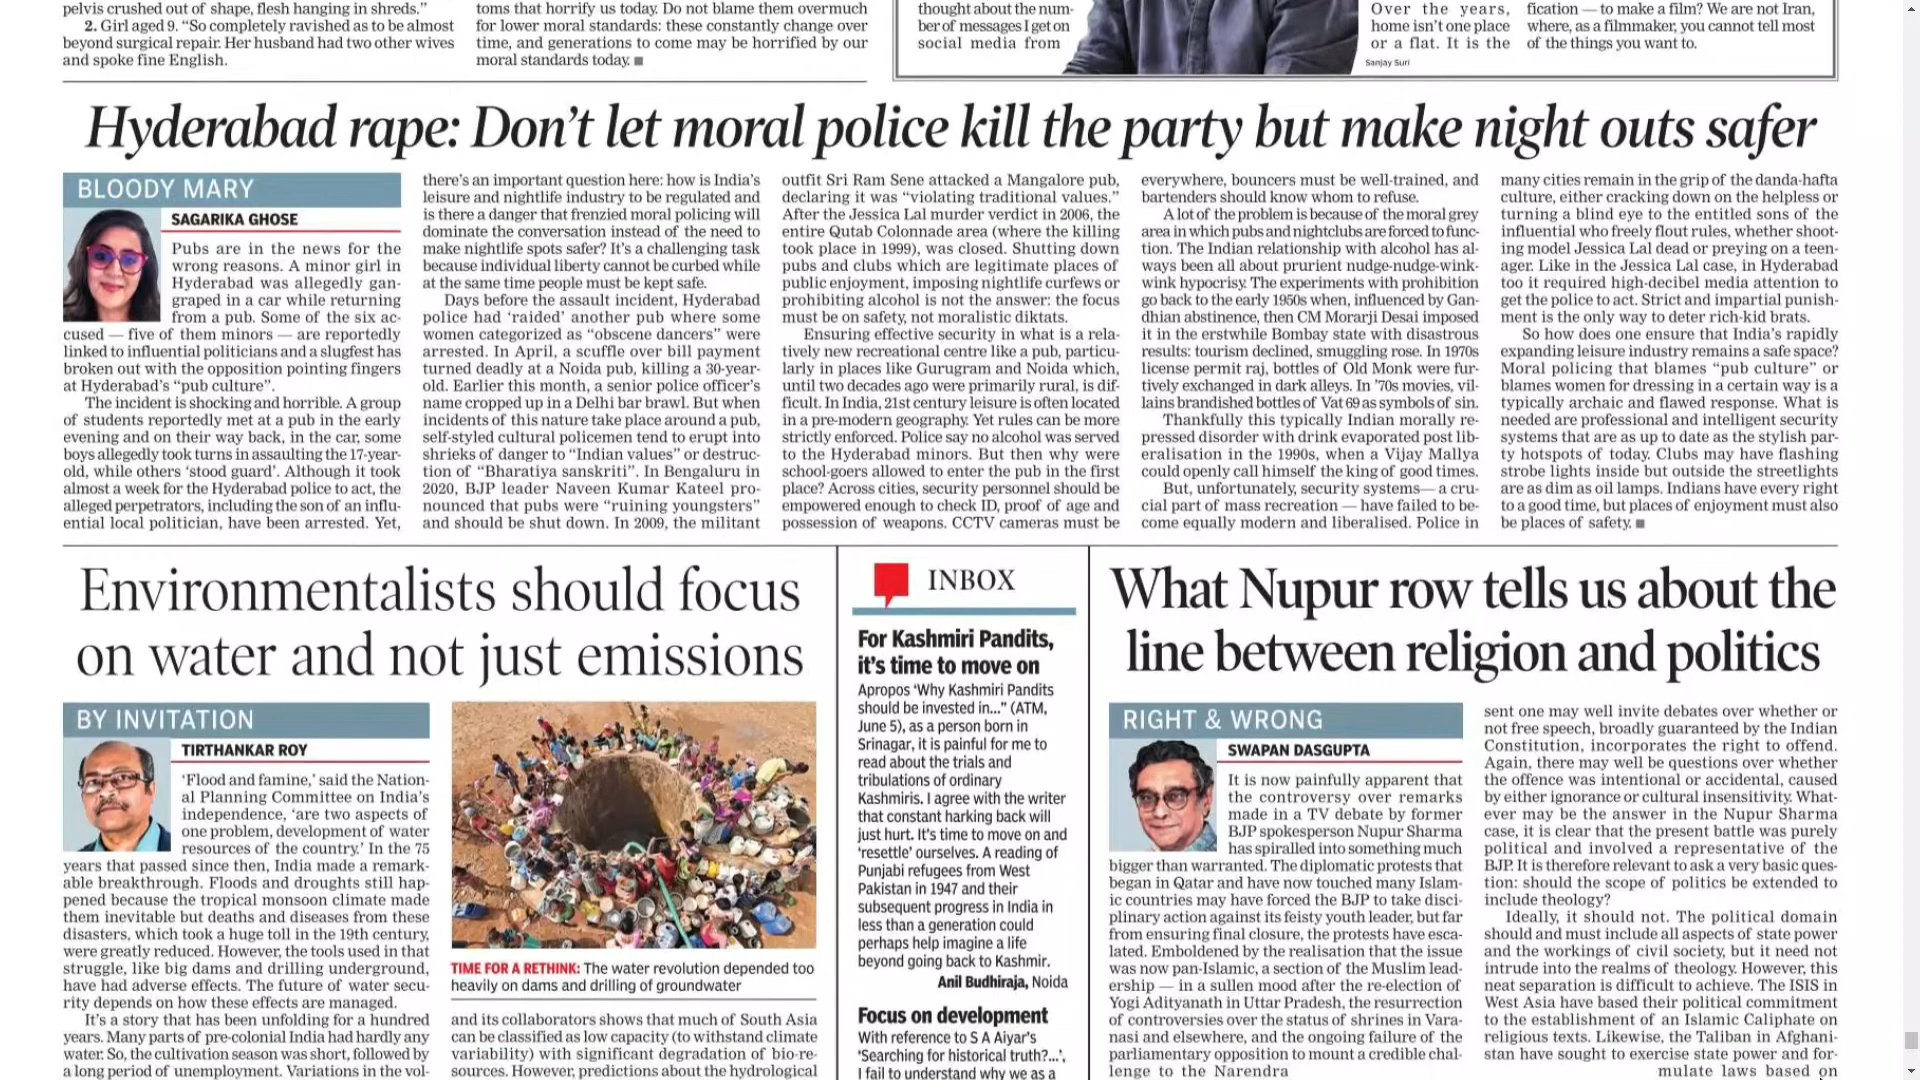 pelvis crushed out of shape, flesh hanging in shreds."
2. Girl aged 9. "So completely ravished as to be almost
beyond surgical repair. Her husband had two other wives
and spoke fine English.
toms that horrify us today. Do not blame them overmuch
for lower moral standards: these constantly change over
time, and generations to come may be horrified by our
moral standards today.
thought about the num-
ber of messages I get on
social media from
Over the years,
home isn't one place
or a flat. It is the
Sanjay Suri
fication — to make a film? We are not Iran,
where, as a filmmaker, you cannot tell most
of the things you want to.
Hyderabad rape: Don't let moral police kill the party but make night outs safer
BLOODY MARY
SAGARIKA GHOSE
Pubs are in the news for the
wrong reasons. A minor girl in
Hyderabad was allegedly gan-
graped in a car while returning
from a pub. Some of the six ac-
cused — five of them minors — are reportedly
linked to influential politicians and a slugfest has
broken out with the opposition pointing fingers
at Hyderabad's "pub culture".
The incident is shocking and horrible. A group
of students reportedly met at a pub in the early
evening and on their way back, in the car, some
boys allegedly took turns in assaulting the 17-year-
old, while others 'stood guard'. Although it took
almost a week for the Hyderabad police to act, the
alleged perpetrators, including the son of an influ-
ential local politician, have been arrested. Yet,
there's an important question here: how is India's
leisure and nightlife industry to be regulated and
is there a danger that frenzied moral policing will
dominate the conversation instead of the need to
make nightlife spots safer? It's a challenging task
because individual liberty cannot be curbed while
at the same time people must be kept safe.
Days before the assault incident, Hyderabad
police had 'raided' another pub where some
women categorized as "obscene dancers" were
arrested. In April, a scuffle over bill payment
turned deadly at a Noida pub, killing a 30-year-
old. Earlier this month, a senior police officer's
name cropped up in a Delhi bar brawl. But when
incidents of this nature take place around a pub,
self-styled cultural policemen tend to erupt into
shrieks of danger to "Indian values" or destruc-
tion of "Bharatiya sanskriti". In Bengaluru in
2020, BJP leader Naveen Kumar Kateel pro-
nounced that pubs were "ruining youngsters"
and should be shut down. In 2009, the militant
outfit Sri Ram Sene attacked a Mangalore pub,
declaring it was "violating traditional values."
After the Jessica Lal murder verdict in 2006, the
entire Qutab Colonnade area (where the killing
took place in 1999), was closed. Shutting down
pubs and clubs which are legitimate places of
public enjoyment, imposing nightlife curfews or
prohibiting alcohol is not the answer: the focus
must be on safety, not moralistic diktats.
Ensuring effective security in what is a rela-
tively new recreational centre like a pub, particu-
larly in places like Gurugram and Noida which,
until two decades ago were primarily rural, is dif-
ficult. In India, 21st century leisure is often located
in a pre-modern geography. Yet rules can be more
strictly enforced. Police say no alcohol was served
to the Hyderabad minors. But then why were
school-goers allowed to enter the pub in the first
place? Across cities, security personnel should be
empowered enough to check ID, proof of age and
possession of weapons. CCTV cameras must be
everywhere, bouncers must be well-trained, and
bartenders should know whom to refuse.
A lot of the problem is because of the moral grey
area in which pubs and nightclubs are forced to func-
tion. The Indian relationship with alcohol has al-
ways been all about prurient nudge-nudge-wink-
wink hypocrisy. The experiments with prohibition
go back to the early 1950s when, influenced by Gan-
dhian abstinence, then CM Morarji Desai imposed
it in the erstwhile Bombay state with disastrous
results: tourism declined, smuggling rose. In 1970s
license permit raj, bottles of Old Monk were fur-
tively exchanged in dark alleys. In '70s movies, vil-
lains brandished bottles of Vat 69 as symbols of sin.
Thankfully this typically Indian morally re-
pressed disorder with drink evaporated post lib-
eralisation in the 1990s, when a Vijay Mallya
could openly call himself the king of good times.
But, unfortunately, security systems— a cru-
cial part of mass recreation — have failed to be-
come equally modern and liberalised. Police in
many cities remain in the grip of the danda-hafta
culture, either cracking down on the helpless or
turning a blind eye to the entitled sons of the
influential who freely flout rules, whether shoot-
ing model Jessica Lal dead or preying on a teen-
ager. Like in the Jessica Lal case, in Hyderabad
too it required high-decibel media attention to
get the police to act. Strict and impartial punish-
ment is the only way to deter rich-kid brats.
So how does one ensure that India's rapidly
expanding leisure industry remains a safe space?
Moral policing that blames "pub culture" or
blames women for dressing in a certain way is a
typically archaic and flawed response. What is
needed are professional and intelligent security
systems that are as up to date as the stylish par-
ty hotspots of today. Clubs may have flashing
strobe lights inside but outside the streetlights
are as dim as oil lamps. Indians have every right
to a good time, but places of enjoyment must also
be places of safety.
Environmentalists should focus
on water and not just emissions
BY INVITATION
TIRTHANKAR ROY
'Flood and famine,' said the Nation-
al Planning Committee on India's
independence, 'are two aspects of
one problem, development of water
resources of the country.' In the 75
years that passed since then, India made a remark-
able breakthrough. Floods and droughts still hap-
pened because the tropical monsoon climate made
them inevitable but deaths and diseases from these
disasters, which took a huge toll in the 19th century,
were greatly reduced. However, the tools used in that
struggle, like big dams and drilling underground,
have had adverse effects. The future of water secu-
rity depends on how these effects are managed.
It's a story that has been unfolding for a hundred
years. Many parts of pre-colonial India had hardly any
water. So, the cultivation season was short, followed by
a long period of unemployment. Variations in the vol-
TIME FOR A RETHINK: The water revolution depended too
heavily on dams and drilling of groundwater
and its collaborators shows that much of South Asia
can be classified as low capacity (to withstand climate
variability) with significant degradation of bio-re-
sources. However, predictions about the hydrological
INBOX
For Kashmiri Pandits,
it's time to move on
Apropos 'Why Kashmiri Pandits
should be invested in...' (ATM,
June 5), as a person born in
Srinagar, it is painful for me to
read about the trials and
tribulations of ordinary
Kashmiris. I agree with the writer
that constant harking back will
just hurt. It's time to move on and
'resettle' ourselves. A reading of
Punjabi refugees from West
Pakistan in 1947 and their
subsequent progress in India in
less than a generation could
perhaps help imagine a life
beyond going back to Kashmir.
Anil Budhiraja, Noida
Focus on development
With reference to S A Aiyar's
'Searching for historical truth?...',
I fail to understand why we as a
What Nupur row tells us about the
line between religion and politics
RIGHT & WRONG
SWAPAN DASGUPTA
It is now painfully apparent that
the controversy over remarks
made in a TV debate by former
BJP spokesperson Nupur Sharma
has spiralled into something much
bigger than warranted. The diplomatic protests that
began in Qatar and have now touched many Islam-
ic countries may have forced the BJP to take disci-
plinary action against its feisty youth leader, but far
from ensuring final closure, the protests have esca-
lated. Emboldened by the realisation that the issue
was now pan-Islamic, a section of the Muslim lead-
ership — in a sullen mood after the re-election of
Yogi Adityanath in Uttar Pradesh, the resurrection
of controversies over the status of shrines in Vara-
nasi and elsewhere, and the ongoing failure of the
parliamentary opposition to mount a credible chal-
lenge to the Narendra
sent one may well invite debates over whether or
not free speech, broadly guaranteed by the Indian
Constitution, incorporates the right to offend.
Again, there may well be questions over whether
the offence was intentional or accidental, caused
by either ignorance or cultural insensitivity. What-
ever may be the answer in the Nupur Sharma
case, it is clear that the present battle was purely
political and involved a representative of the
BJP. It is therefore relevant to ask a very basic ques-
tion: should the scope of politics be extended to
include theology?
Ideally, it should not. The political domain
should and must include all aspects of state power
and the workings of civil society, but it need not
intrude into the realms of theology. However, this
neat separation is difficult to achieve. The ISIS in
West Asia have based their political commitment
to the establishment of an Islamic Caliphate on
religious texts. Likewise, the Taliban in Afghani-
stan have sought to exercise state power and for-
mulate laws based on